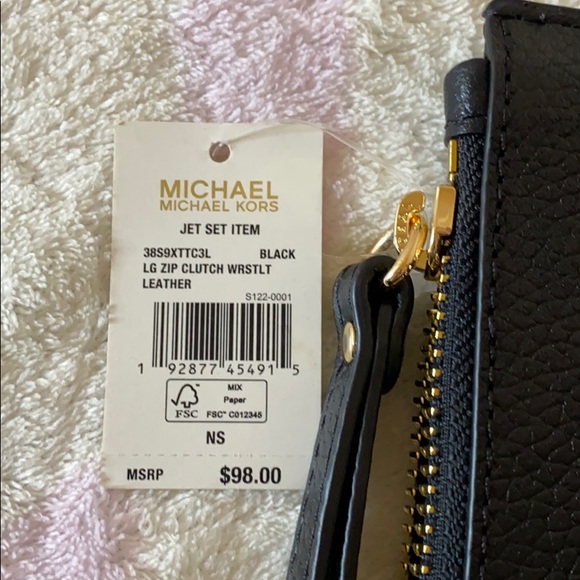 MICHAEL
MICHAEL KORS
JET SET ITEM
38S9XTTC3L BLACK
LG ZIP CLUTCH WRSTLT
LEATHER
S122-0001
1 92877 45491 5
MIX
Paper
FSC FSC™ C012345
NS
MSRP $98.00